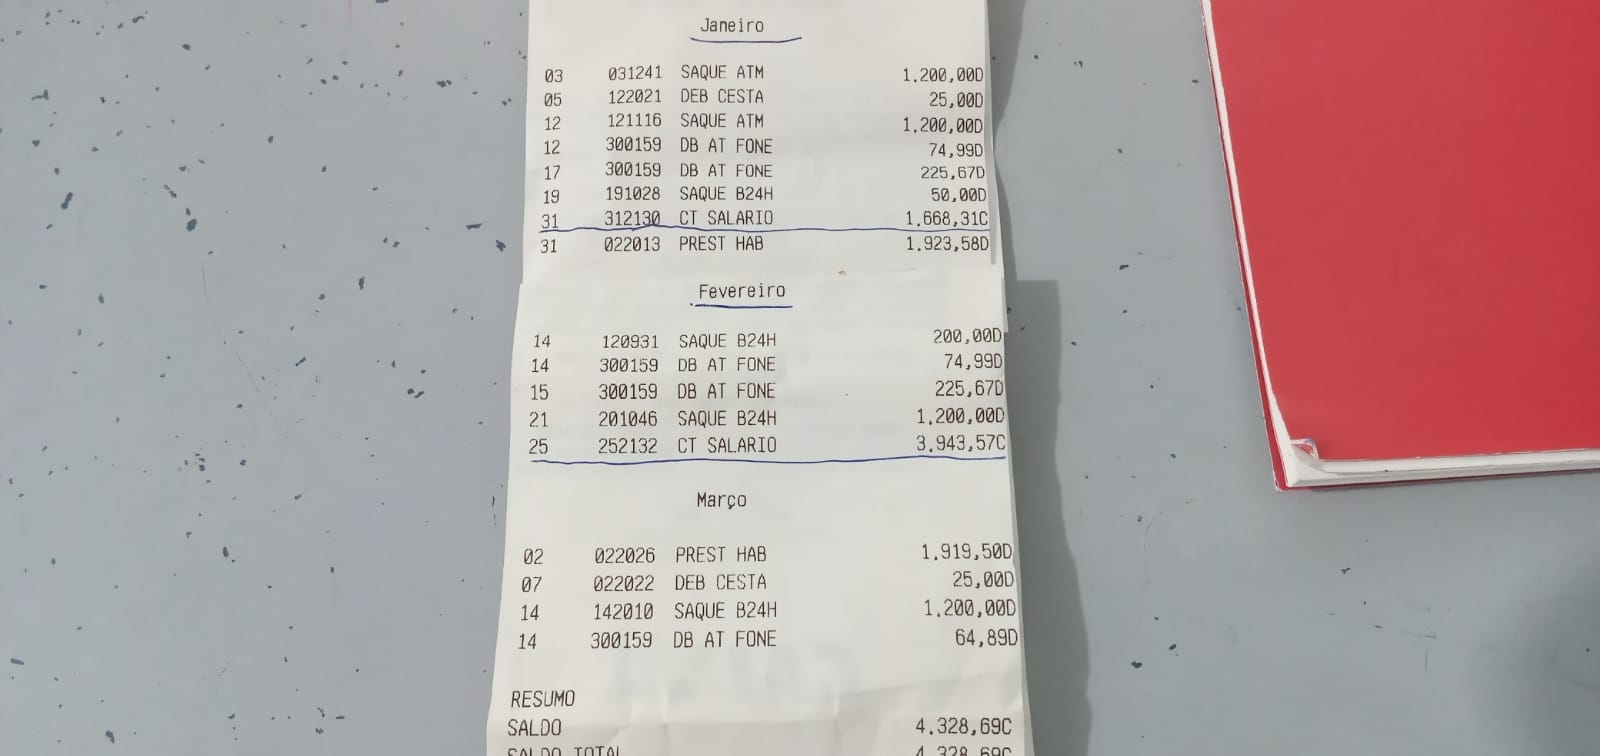 Janeiro
03 031241 SAQUE ATM 1.200,00D
05 122021 DEB CESTA 25,00D
12 121116 SAQUE ATM 1.200,00D
12 300159 DB AT FONE 74,99D
17 300159 DB AT FONE 225,67D
19 191028 SAQUE B24H 50,00D
31 312130 CT SALARIO 1.668,31C
31 022013 PREST HAB 1.923,58D
Fevereiro
14 120931 SAQUE B24H 200,00D
14 300159 DB AT FONE 74,99D
15 300159 DB AT FONE 225,67D
21 201046 SAQUE B24H 1.200,00D
25 252132 CT SALARIO 3.943,57C
Março
02 022026 PREST HAB 1.919,50D
07 022022 DEB CESTA 25,00D
14 142010 SAQUE B24H 1.200,00D
14 300159 DB AT FONE 64,89D
RESUMO
SALDO 4.328,69C
SALDO TOTAL 4.328,69C